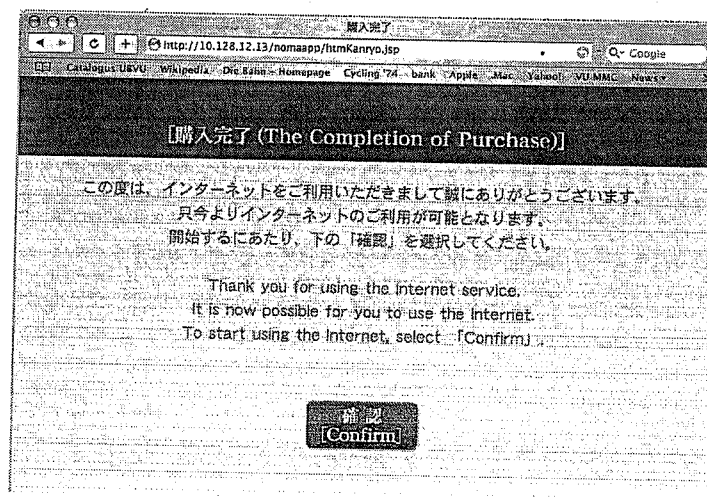 購入完了
http://10.128.12.13/nomaapp/htmKanryo.jsp
Google
Catalogus UBVU Wikipedia Die Bahn - Homepage Cycling '74 bank Apple .Mac Yahoo! VU MMC News
[購入完了 (The Completion of Purchase)]
この度は、インターネットをご利用いただきまして誠にありがとうございます。
只今よりインターネットのご利用が可能となります。
開始するにあたり、下の「確認」を選択してください。
Thank you for using the Internet service.
It is now possible for you to use the Internet.
To start using the Internet, select 「Confirm」.
確 認
[Confirm]